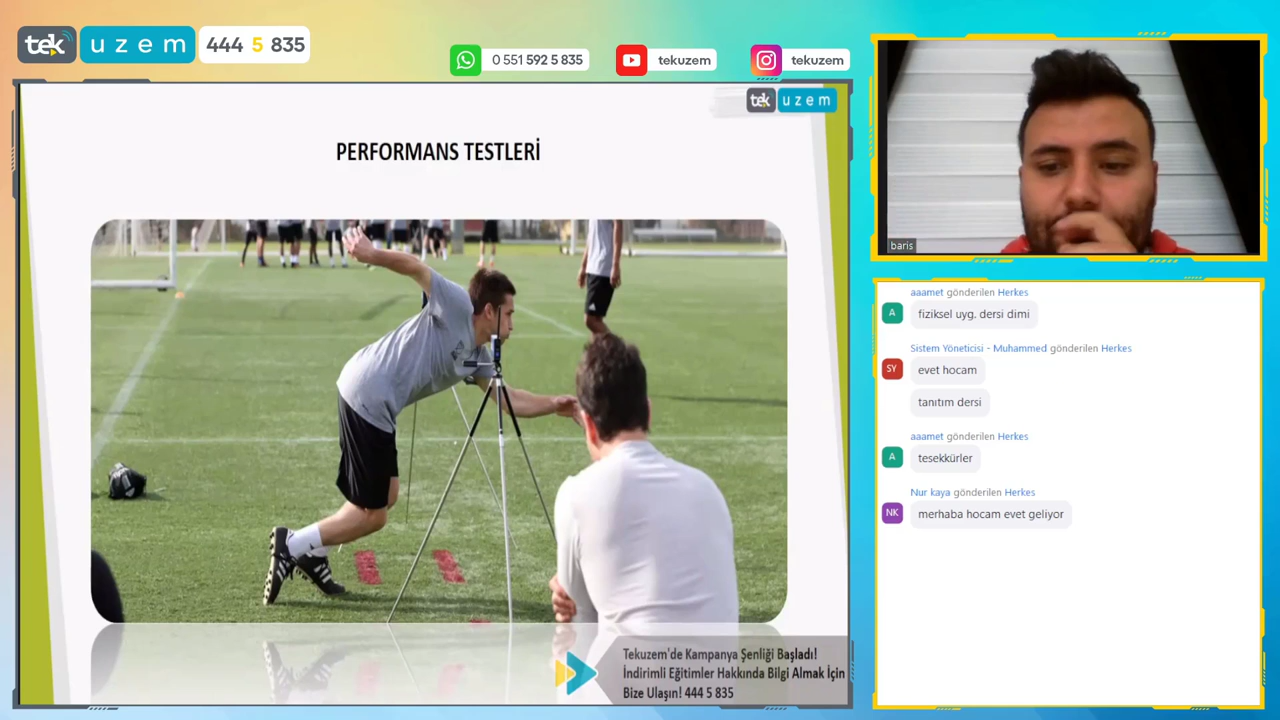 tek uzem 444 5 835
0 551 592 5 835
tekuzem
tekuzem
tek uzem
PERFORMANS TESTLERİ
Tekuzem'de Kampanya Şenliği Başladı!
İndirimli Eğitimler Hakkında Bilgi Almak İçin
Bize Ulaşın! 444 5 835
baris
aaamet gönderilen Herkes
A
fiziksel uyg. dersi dimi
Sistem Yöneticisi - Muhammed gönderilen Herkes
SY
evet hocam
tanıtım dersi
aaamet gönderilen Herkes
A
tesekkürler
Nur kaya gönderilen Herkes
NK
merhaba hocam evet geliyor